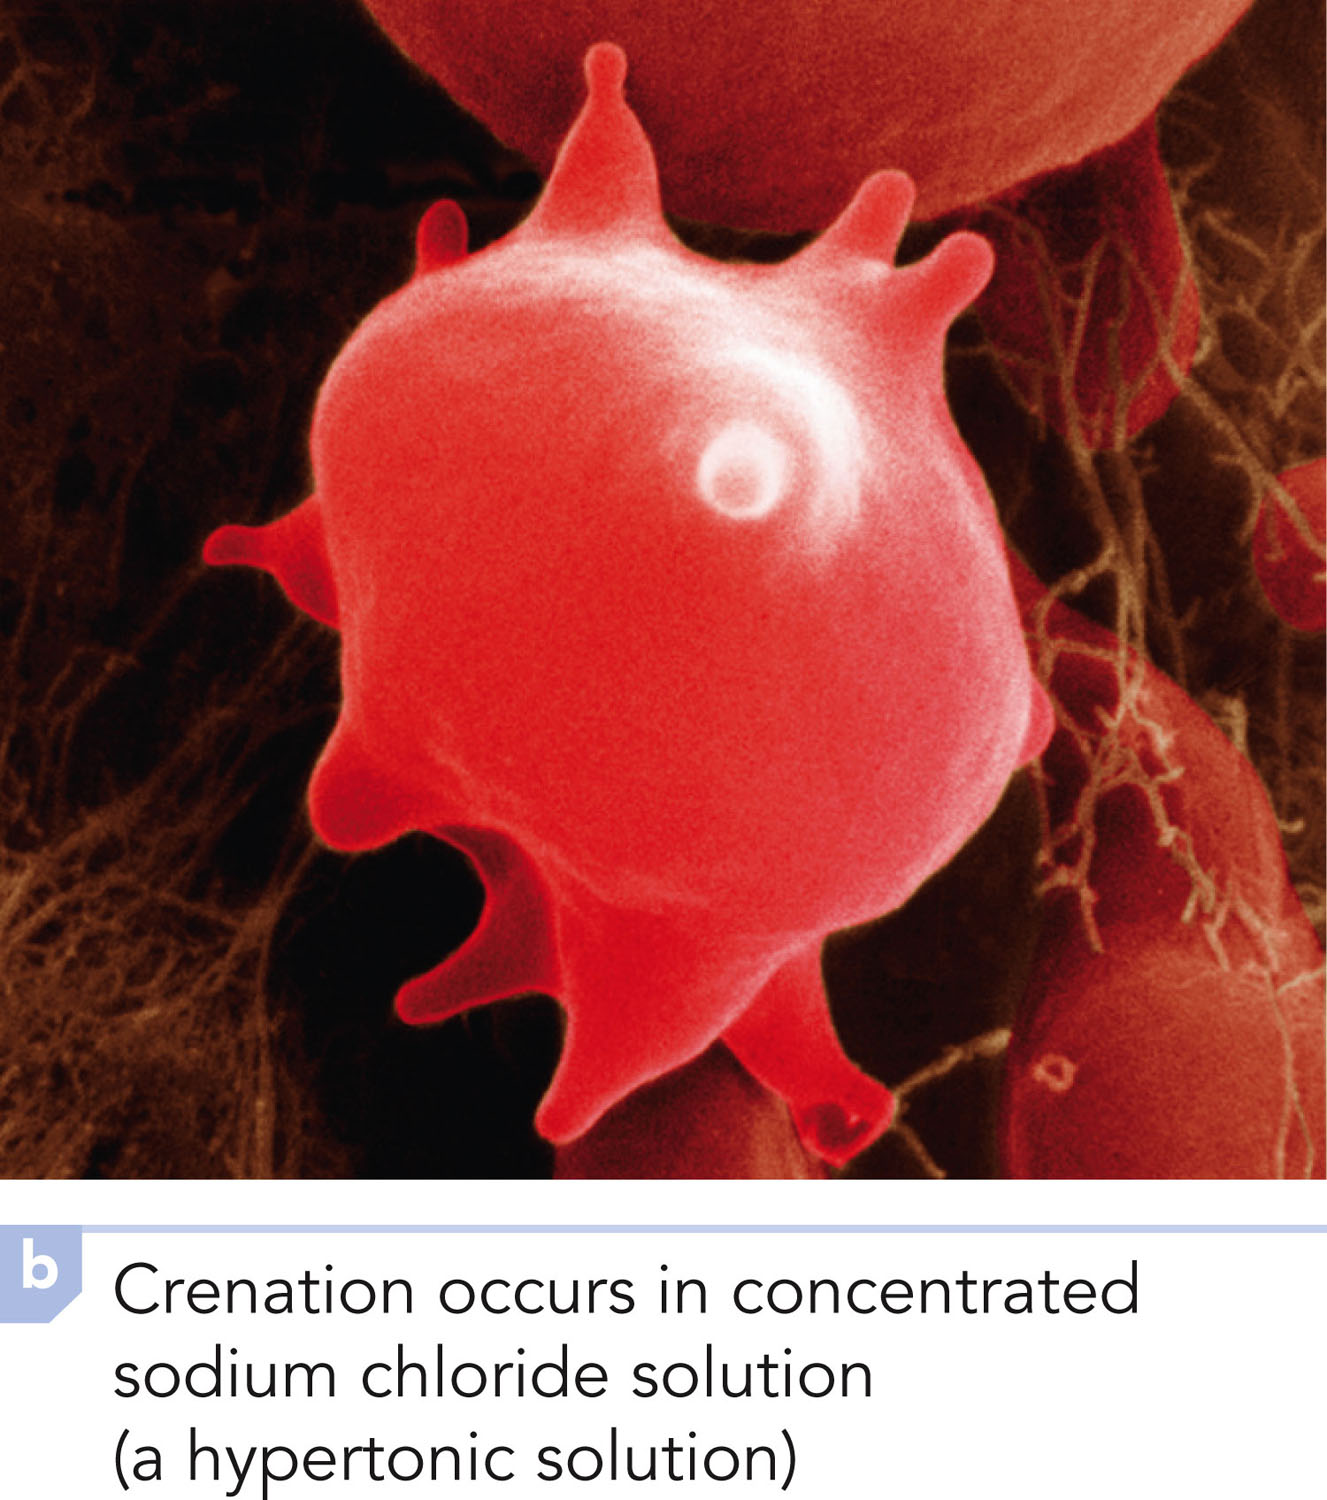 b
Crenation occurs in concentrated
sodium chloride solution
(a hypertonic solution)